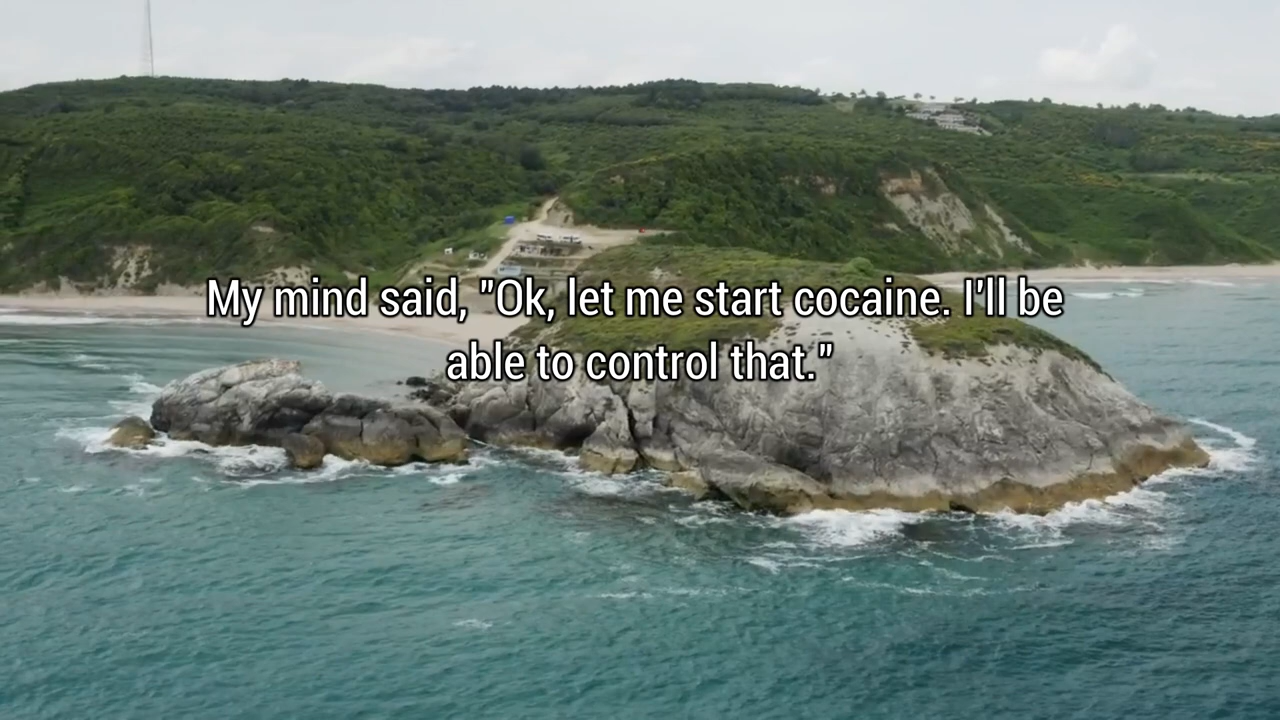 My mind said, "Ok, let me start cocaine. I'll be
able to control that."